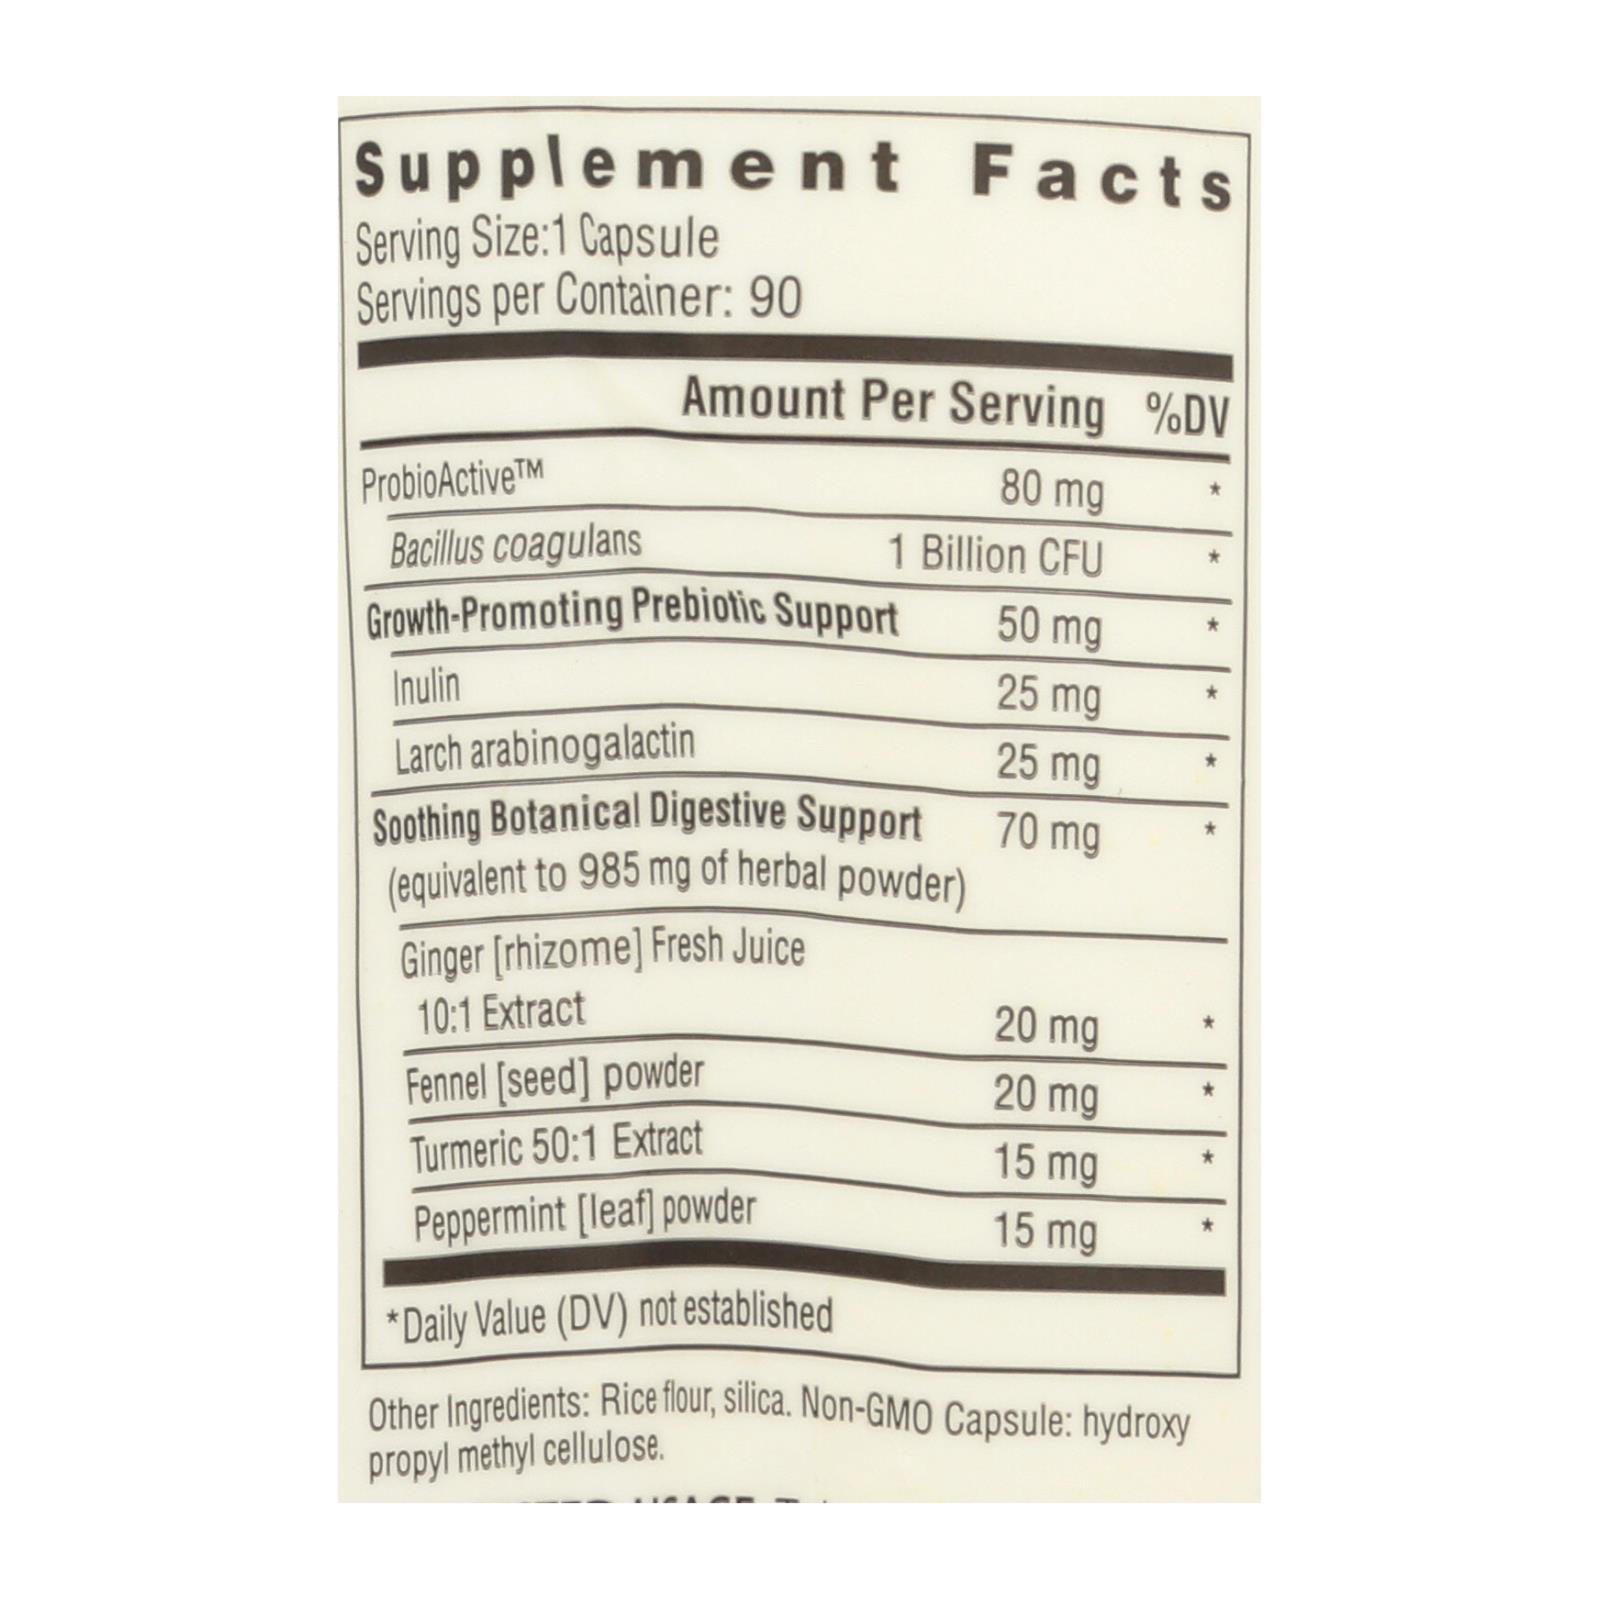 Supplement Facts
Serving Size:1 Capsule
Servings per Container: 90
Amount Per Serving %DV
ProbioActive™ 80 mg *
Bacillus coagulans 1 Billion CFU *
Growth-Promoting Prebiotic Support 50 mg *
Inulin 25 mg *
Larch arabinogalactin 25 mg *
Soothing Botanical Digestive Support 70 mg *
(equivalent to 985 mg of herbal powder)
Ginger [rhizome] Fresh Juice
10:1 Extract 20 mg *
Fennel [seed] powder 20 mg *
Turmeric 50:1 Extract 15 mg *
Peppermint [leaf] powder 15 mg *
*Daily Value (DV) not established
Other Ingredients: Rice flour, silica. Non-GMO Capsule: hydroxy
propyl methyl cellulose.